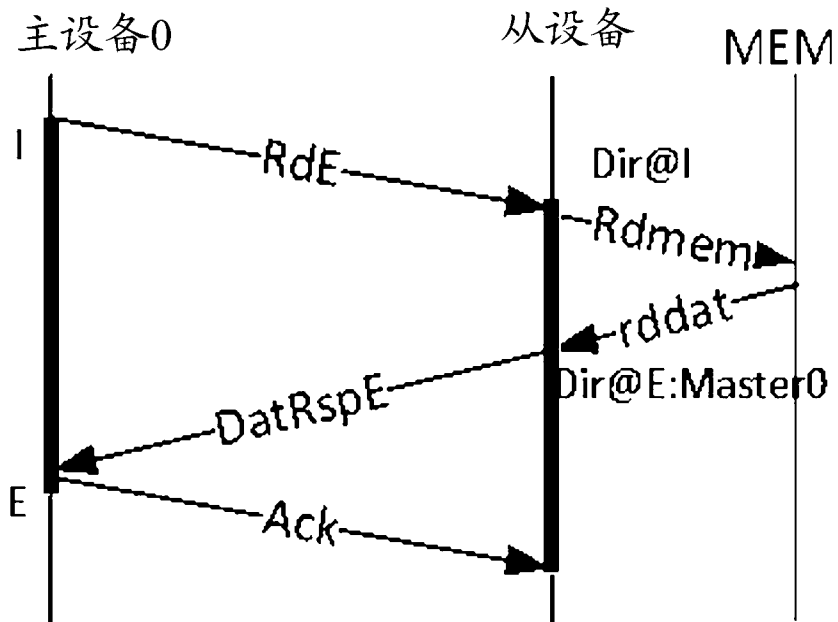 主设备0
从设备
MEM
I
RdE
Dir@I
Rdmem
rddat
Dir@E:Master0
DatRspE
E
Ack